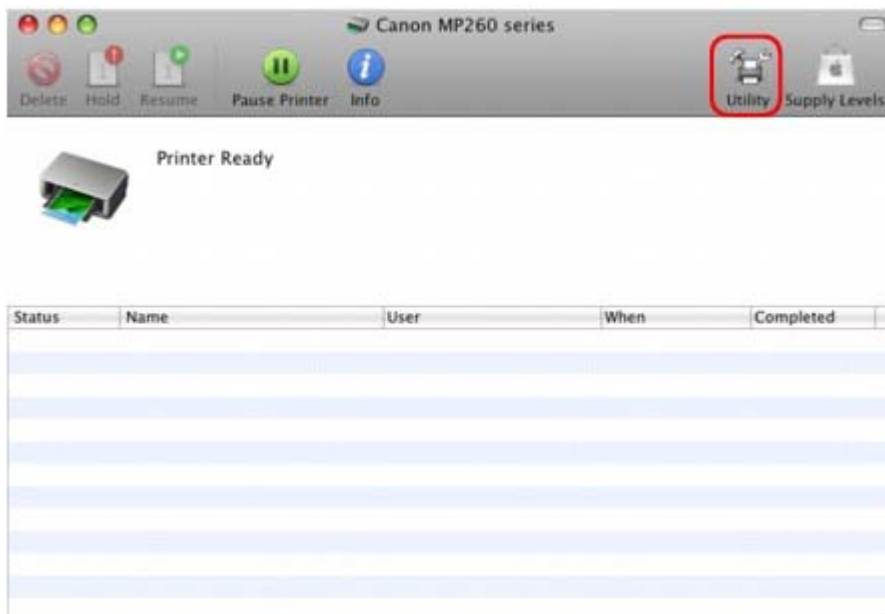 Canon MP260 series
Delete Hold Resume Pause Printer Info Utility Supply Levels
Printer Ready
Status Name User When Completed